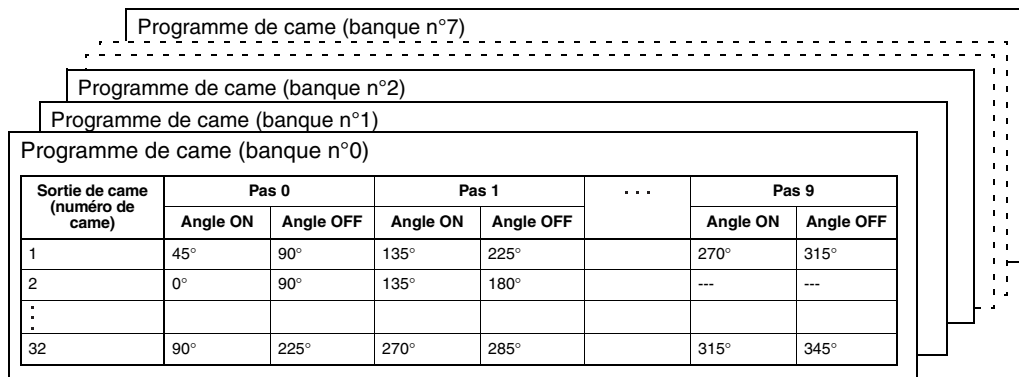 Programme de came (banque n°7)
Programme de came (banque n°2)
Programme de came (banque n°1)
Programme de came (banque n°0)
Sortie de came (numéro de came) Pas 0 Pas 1 . . . Pas 9
Angle ON Angle OFF Angle ON Angle OFF Angle ON Angle OFF
1 45° 90° 135° 225° 270° 315°
2 0° 90° 135° 180° --- ---
⋮
32 90° 225° 270° 285° 315° 345°